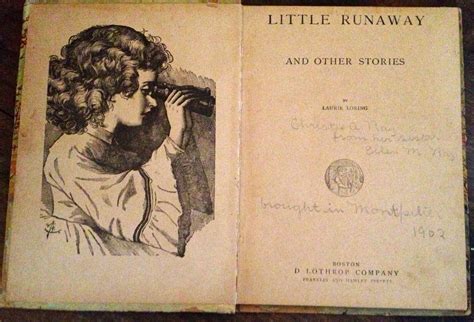 LITTLE RUNAWAY
AND OTHER STORIES
BY
LAURIE LORING
from her sister
Ellen M.
bought in Montpelier
1902
BOSTON
D LOTHROP COMPANY
FRANKLIN AND HAWLEY STREETS